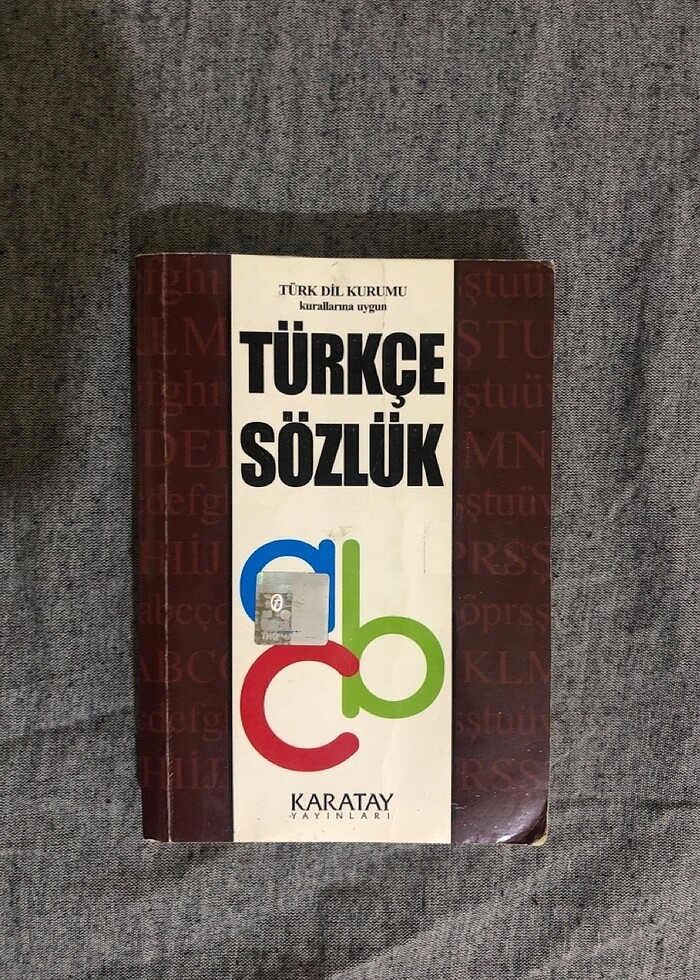 TÜRK DİL KURUMU
kurallarına uygun
TÜRKÇE
SÖZLÜK
a b
c
KARATAY
YAYINLARI